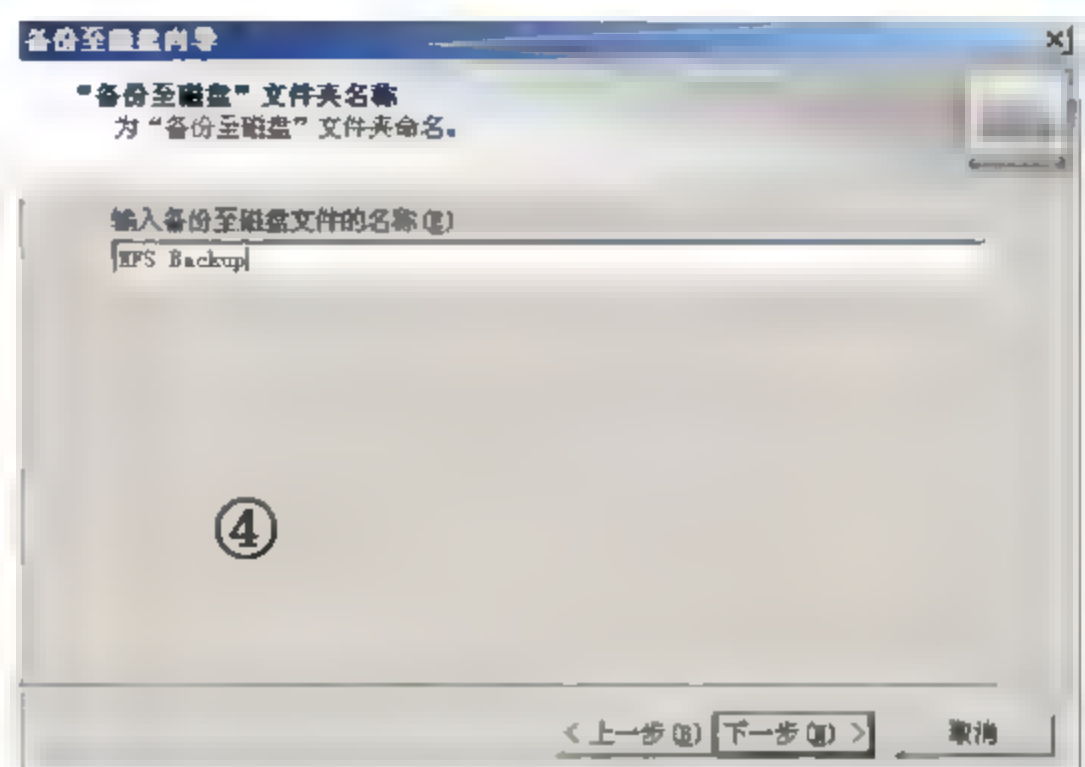 备份至磁盘向导
“备份至磁盘”文件夹名称
为“备份至磁盘”文件夹命名。
输入备份至磁盘文件的名称(E)
Backup
④
< 上一步(B) 下一步(N) > 取消